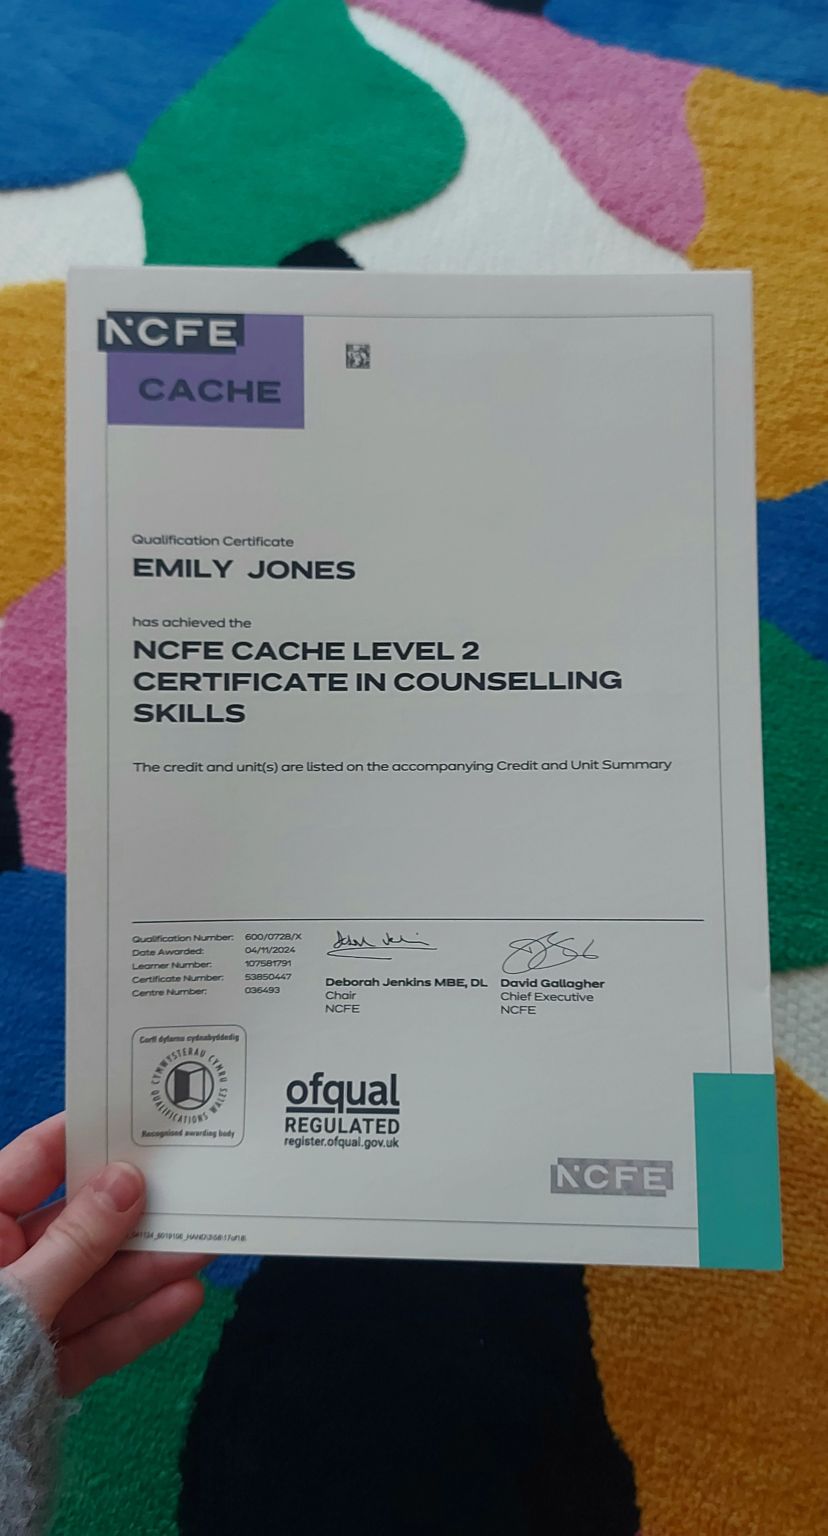 NCFE
CACHE
Qualification Certificate
EMILY JONES
has achieved the
NCFE CACHE LEVEL 2
CERTIFICATE IN COUNSELLING
SKILLS
The credit and unit(s) are listed on the accompanying Credit and Unit Summary
Qualification Number: 600/0728/X
Date Awarded: 04/11/2024
Learner Number: 107581791
Certificate Number: 53850447
Centre Number: 036493
Deborah Jenkins MBE, DL
Chair
NCFE
David Gallagher
Chief Executive
NCFE
Corff dyfarnu cydnabyddedig
CYMWYSTERAU CYMRU
QUALIFICATIONS WALES
Recognised awarding body
ofqual
REGULATED
register.ofqual.gov.uk
NCFE